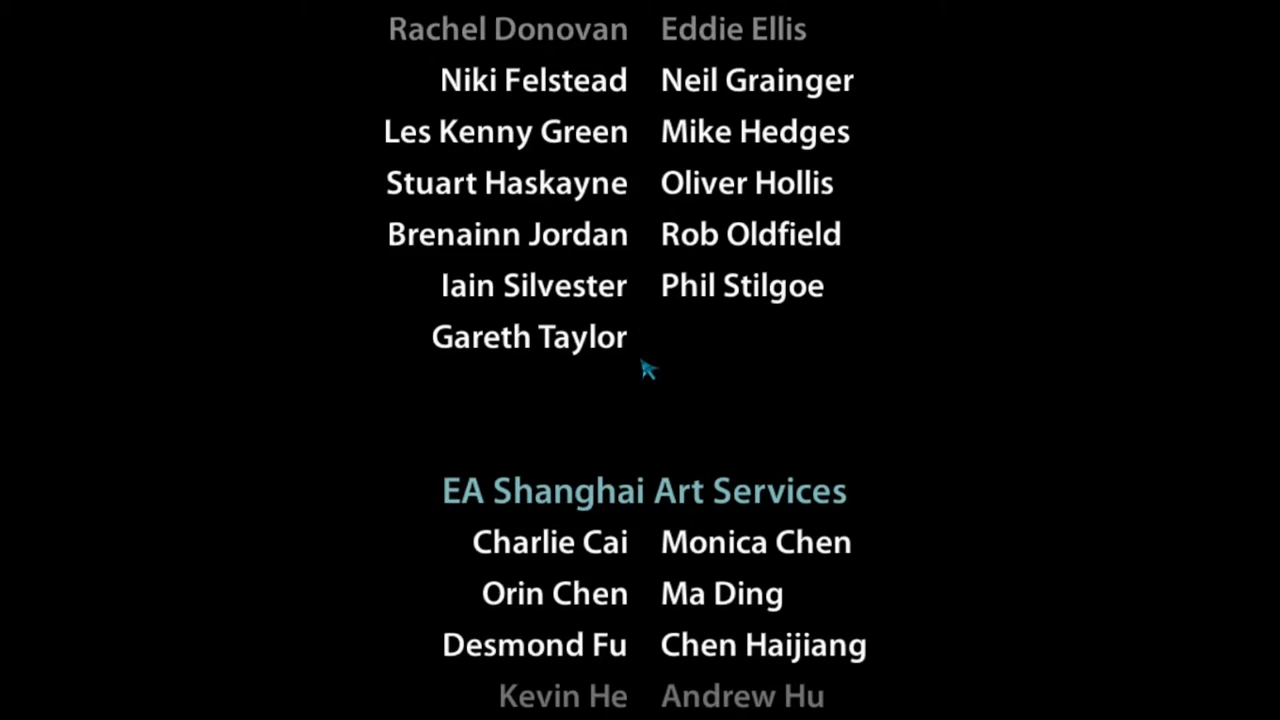 Rachel Donovan Eddie Ellis
Niki Felstead Neil Grainger
Les Kenny Green Mike Hedges
Stuart Haskayne Oliver Hollis
Brenainn Jordan Rob Oldfield
Iain Silvester Phil Stilgoe
Gareth Taylor
EA Shanghai Art Services
Charlie Cai Monica Chen
Orin Chen Ma Ding
Desmond Fu Chen Haijiang
Kevin He Andrew Hu